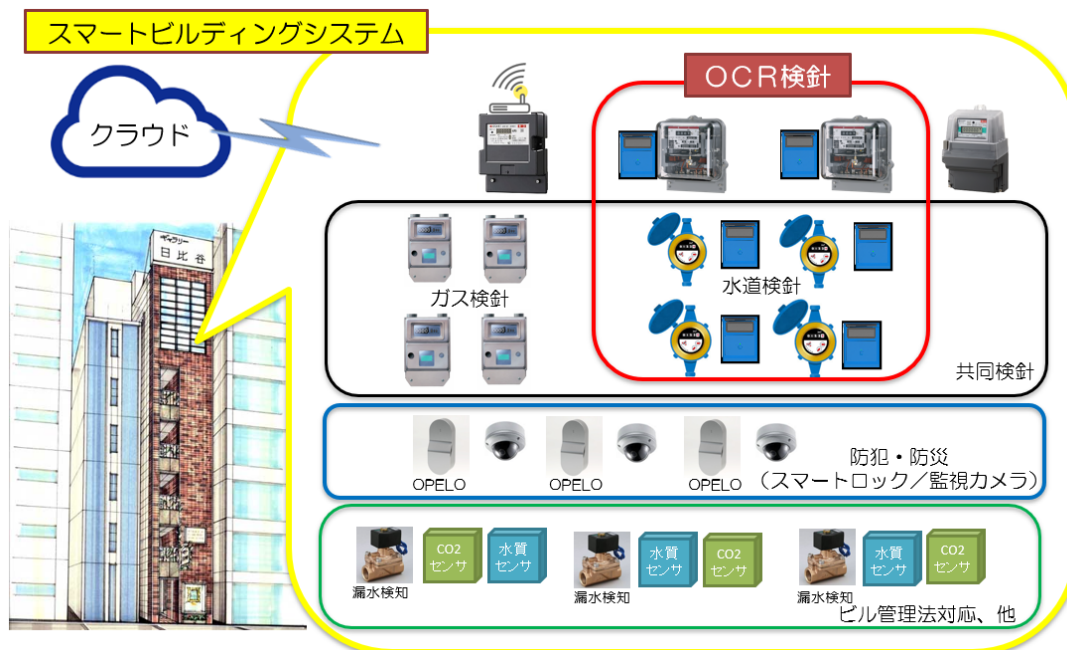 スマートビルディングシステム
クラウド
OCR検針
ギャラリー
日比谷
ガス検針
水道検針
共同検針
OPELO
OPELO
OPELO
防犯・防災
（スマートロック／監視カメラ）
漏水検知
CO2
センサ
水質
センサ
漏水検知
水質
センサ
CO2
センサ
漏水検知
水質
センサ
CO2
センサ
ビル管理法対応、他